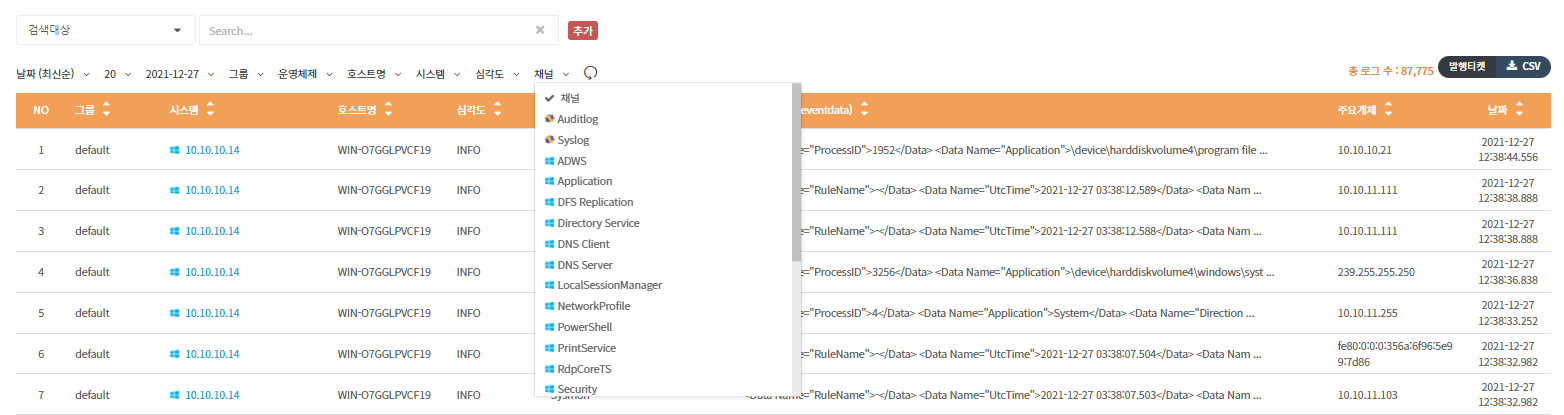 검색대상 Search... 추가
날짜 (최신순) 20 2021-12-27 그룹 운영체제 호스트명 시스템 심각도 채널
총 로그 수 : 87,775 발행티켓 CSV
NO 그룹 시스템 호스트명 심각도 eventdata) 주요개체 날짜
채널
Auditlog
Syslog
ADWS
Application
DFS Replication
Directory Service
DNS Client
DNS Server
LocalSessionManager
NetworkProfile
PowerShell
PrintService
RdpCoreTS
Security
1 default 10.10.10.14 WIN-O7GGLPVCF19 INFO e="ProcessID">1952</Data> <Data Name="Application">\device\harddiskvolume4\program file ... 10.10.10.21 2021-12-27
12:38:44.556
2 default 10.10.10.14 WIN-O7GGLPVCF19 INFO e="RuleName">-</Data> <Data Name="UtcTime">2021-12-27 03:38:12.589</Data> <Data Nam ... 10.10.11.111 2021-12-27
12:38:38.888
3 default 10.10.10.14 WIN-O7GGLPVCF19 INFO e="RuleName">-</Data> <Data Name="UtcTime">2021-12-27 03:38:12.588</Data> <Data Nam ... 10.10.11.111 2021-12-27
12:38:38.888
4 default 10.10.10.14 WIN-O7GGLPVCF19 INFO e="ProcessID">3256</Data> <Data Name="Application">\device\harddiskvolume4\windows\syst ... 239.255.255.250 2021-12-27
12:38:36.838
5 default 10.10.10.14 WIN-O7GGLPVCF19 INFO e="ProcessID">4</Data> <Data Name="Application">System</Data> <Data Name="Direction ... 10.10.11.255 2021-12-27
12:38:33.252
6 default 10.10.10.14 WIN-O7GGLPVCF19 INFO e="RuleName">-</Data> <Data Name="UtcTime">2021-12-27 03:38:07.504</Data> <Data Nam ... fe80:0:0:0:356a:6f96:5e9
9:7d86 2021-12-27
12:38:32.982
7 default 10.10.10.14 WIN-O7GGLPVCF19 INFO Sysmon <Data Name="RuleName">-</Data> <Data Name="UtcTime">2021-12-27 03:38:07.503</Data> <Data Nam ... 10.10.11.103 2021-12-27
12:38:32.982